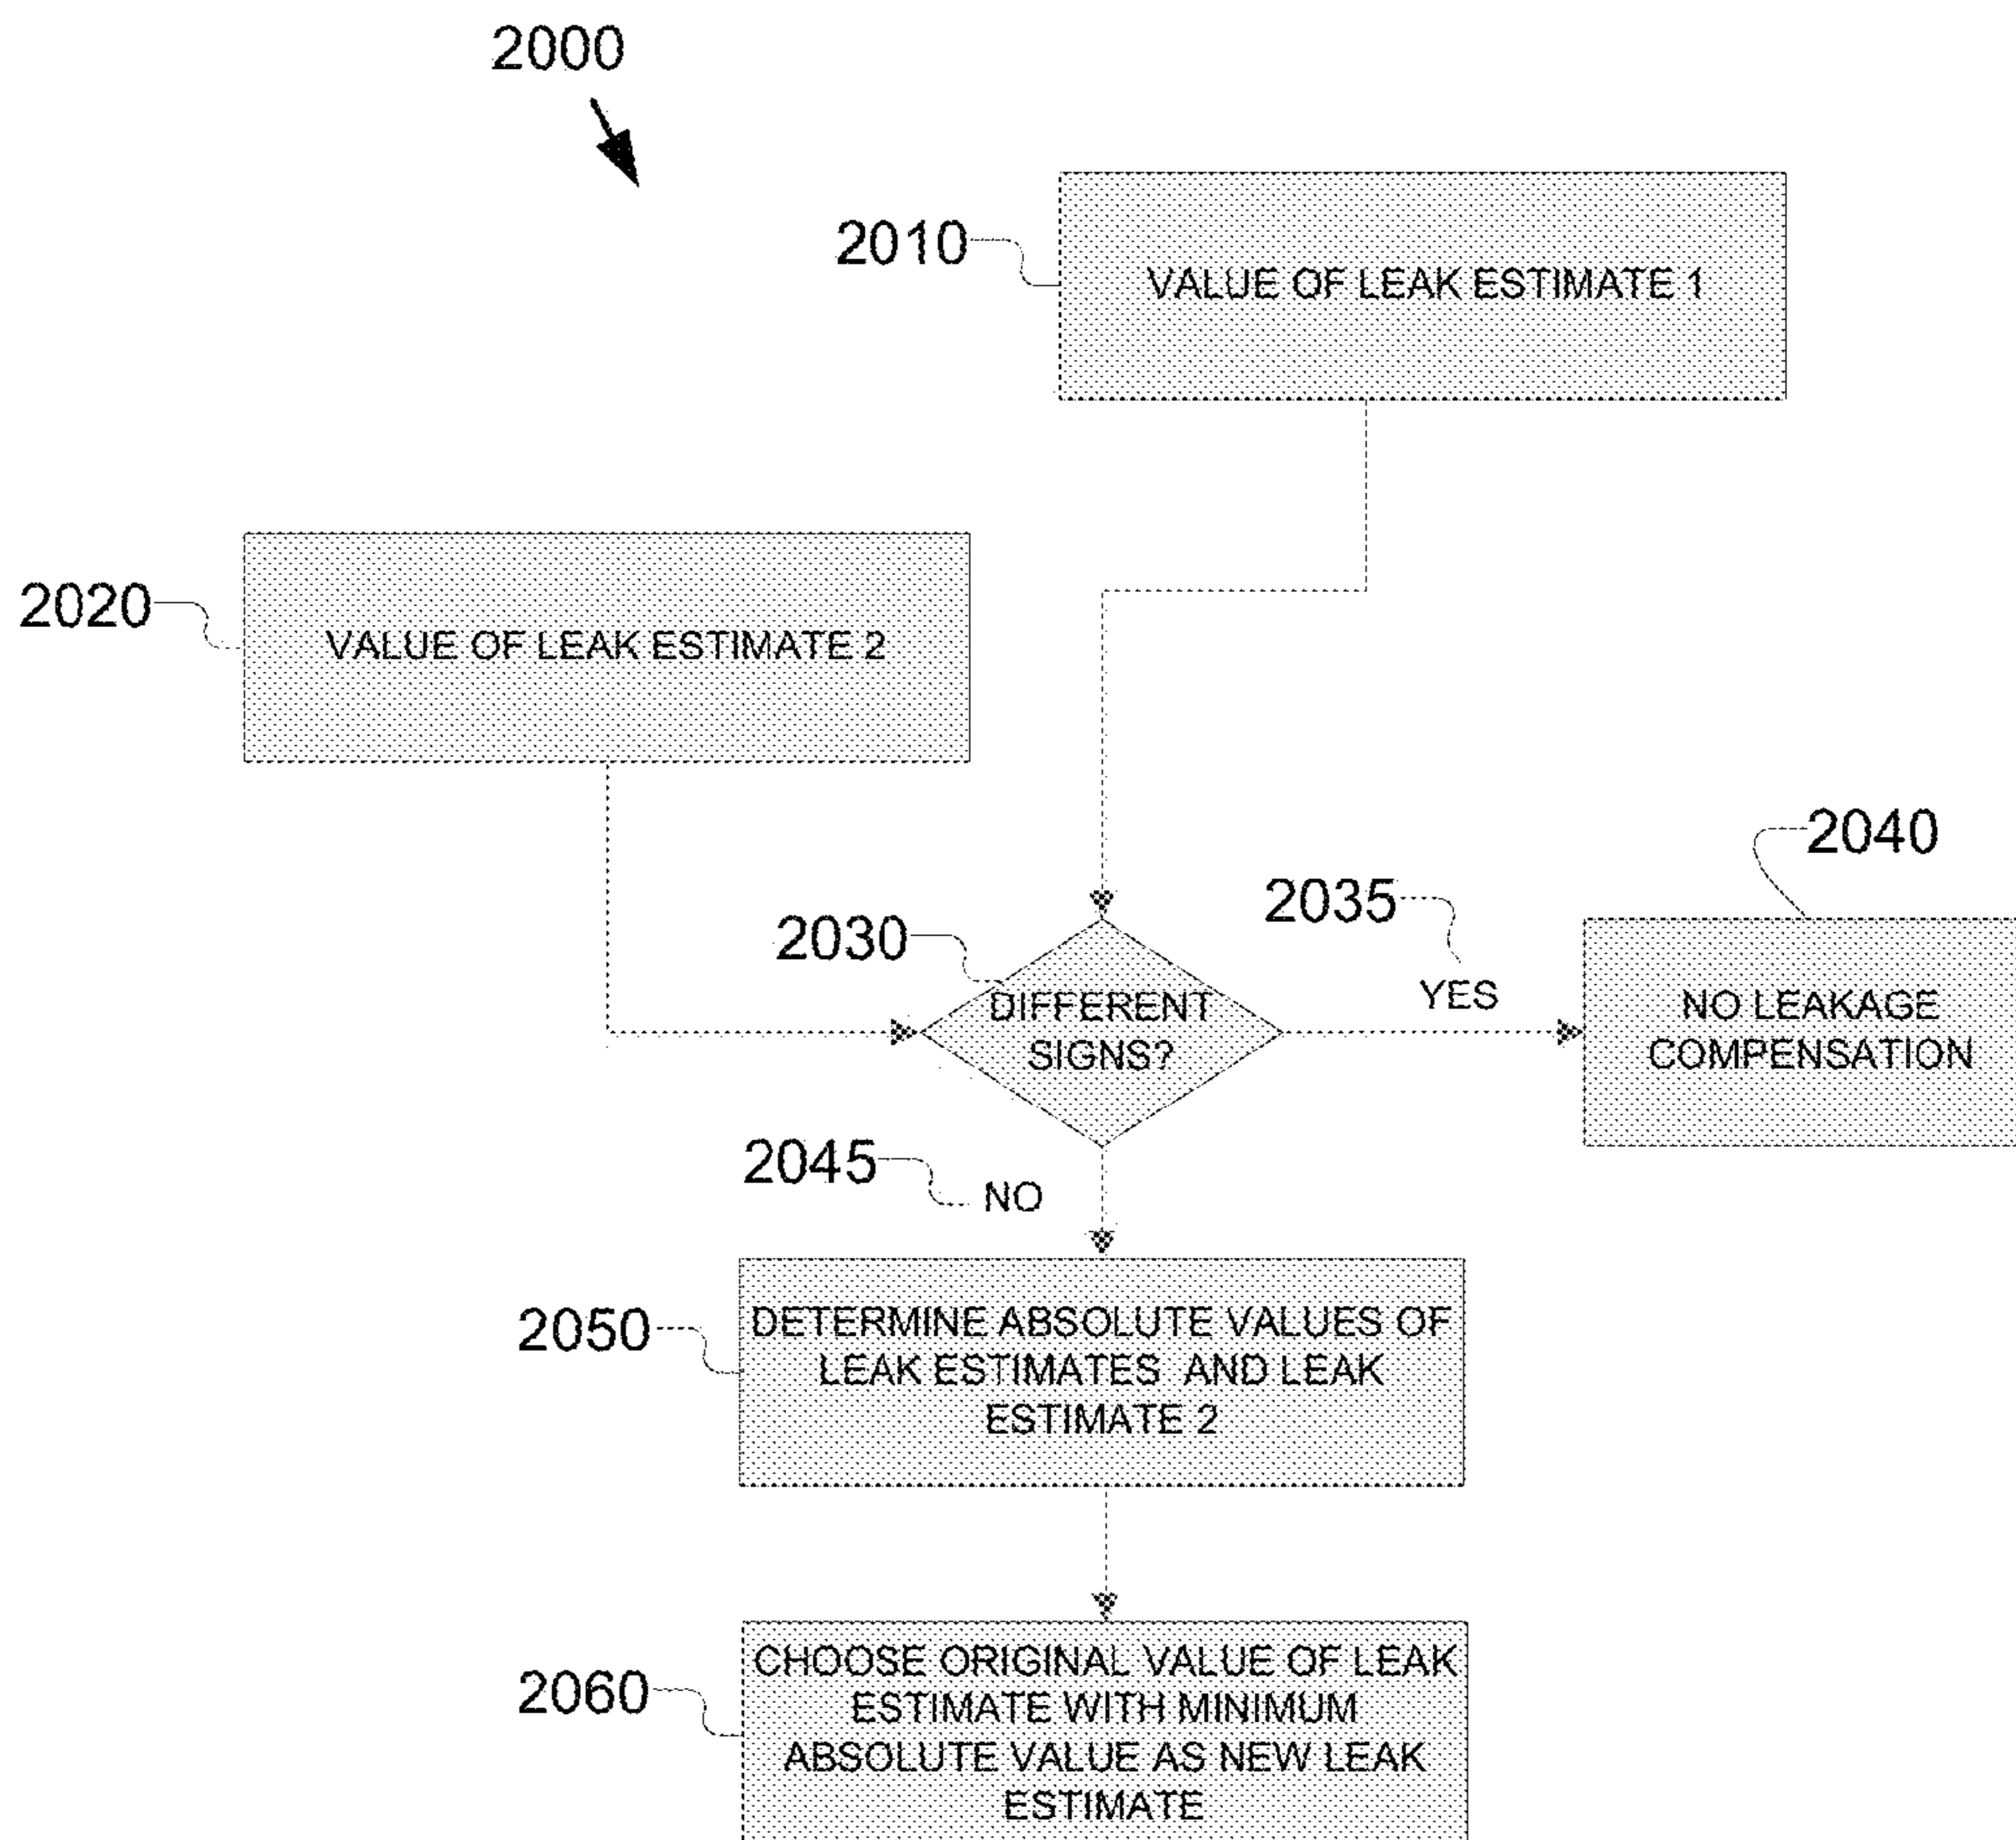 2000
2010
VALUE OF LEAK ESTIMATE 1
2020
VALUE OF LEAK ESTIMATE 2
2040
2035
2030
DIFFERENT
SIGNS?
YES
NO LEAKAGE
COMPENSATION
2045
NO
2050
DETERMINE ABSOLUTE VALUES OF
LEAK ESTIMATES AND LEAK
ESTIMATE 2
2060
CHOOSE ORIGINAL VALUE OF LEAK
ESTIMATE WITH MINIMUM
ABSOLUTE VALUE AS NEW LEAK
ESTIMATE